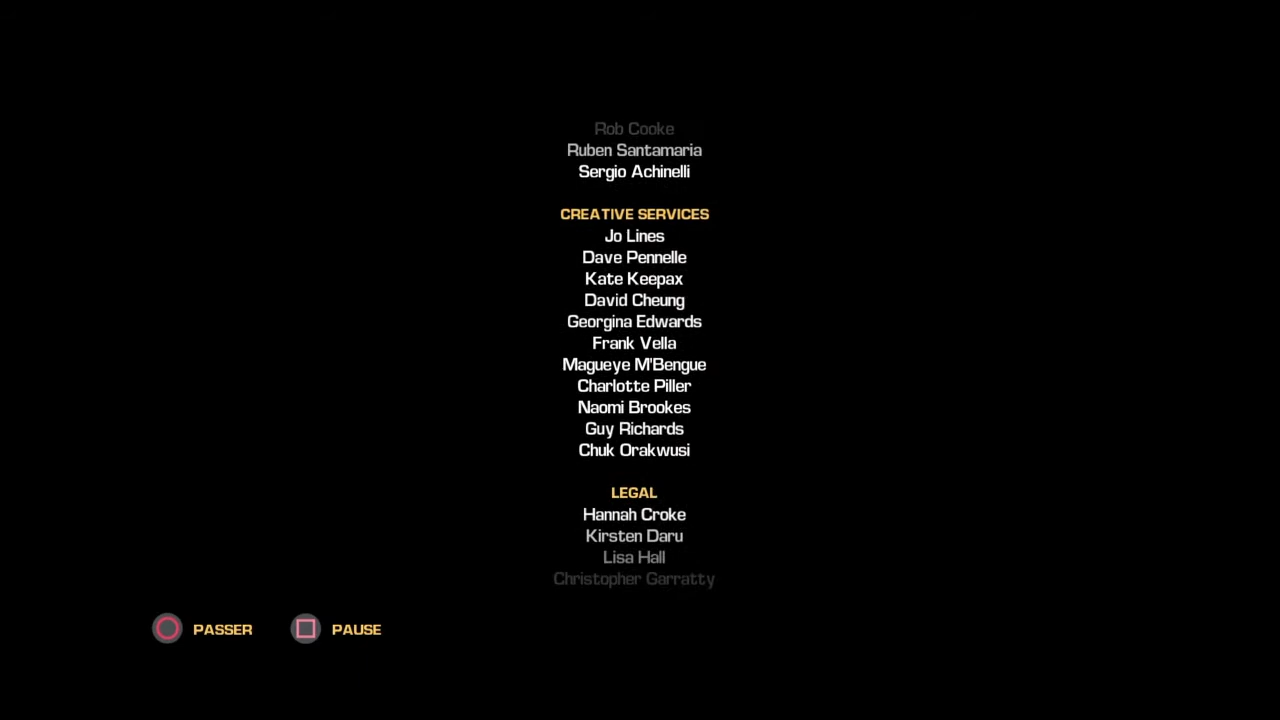 Rob Cooke
Ruben Santamaria
Sergio Achinelli
CREATIVE SERVICES
Jo Lines
Dave Pennelle
Kate Keepax
David Cheung
Georgina Edwards
Frank Vella
Magueye M'Bengue
Charlotte Piller
Naomi Brookes
Guy Richards
Chuk Orakwusi
LEGAL
Hannah Croke
Kirsten Daru
Lisa Hall
Christopher Garratty
PASSER PAUSE